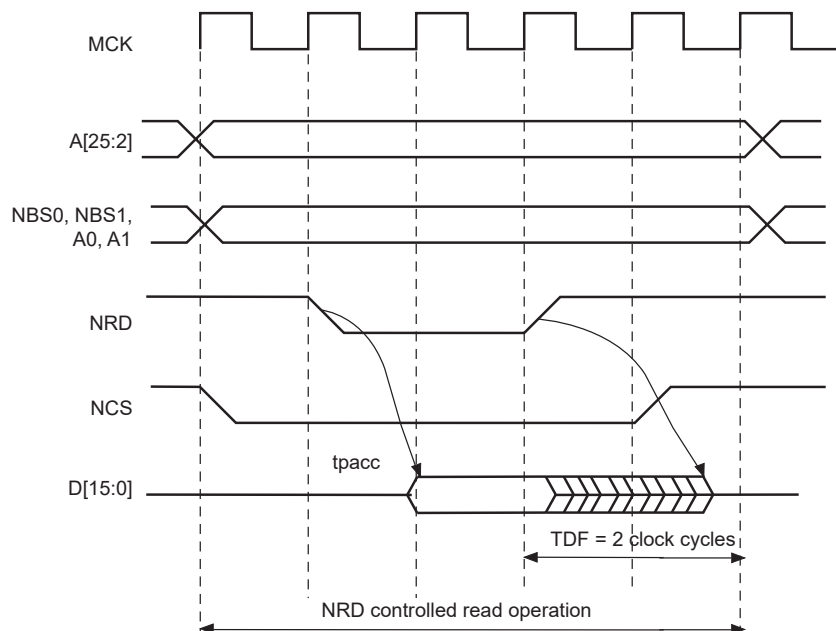 MCK
A[25:2]
NBS0, NBS1,
A0, A1
NRD
NCS
tpacc
D[15:0]
TDF = 2 clock cycles
NRD controlled read operation